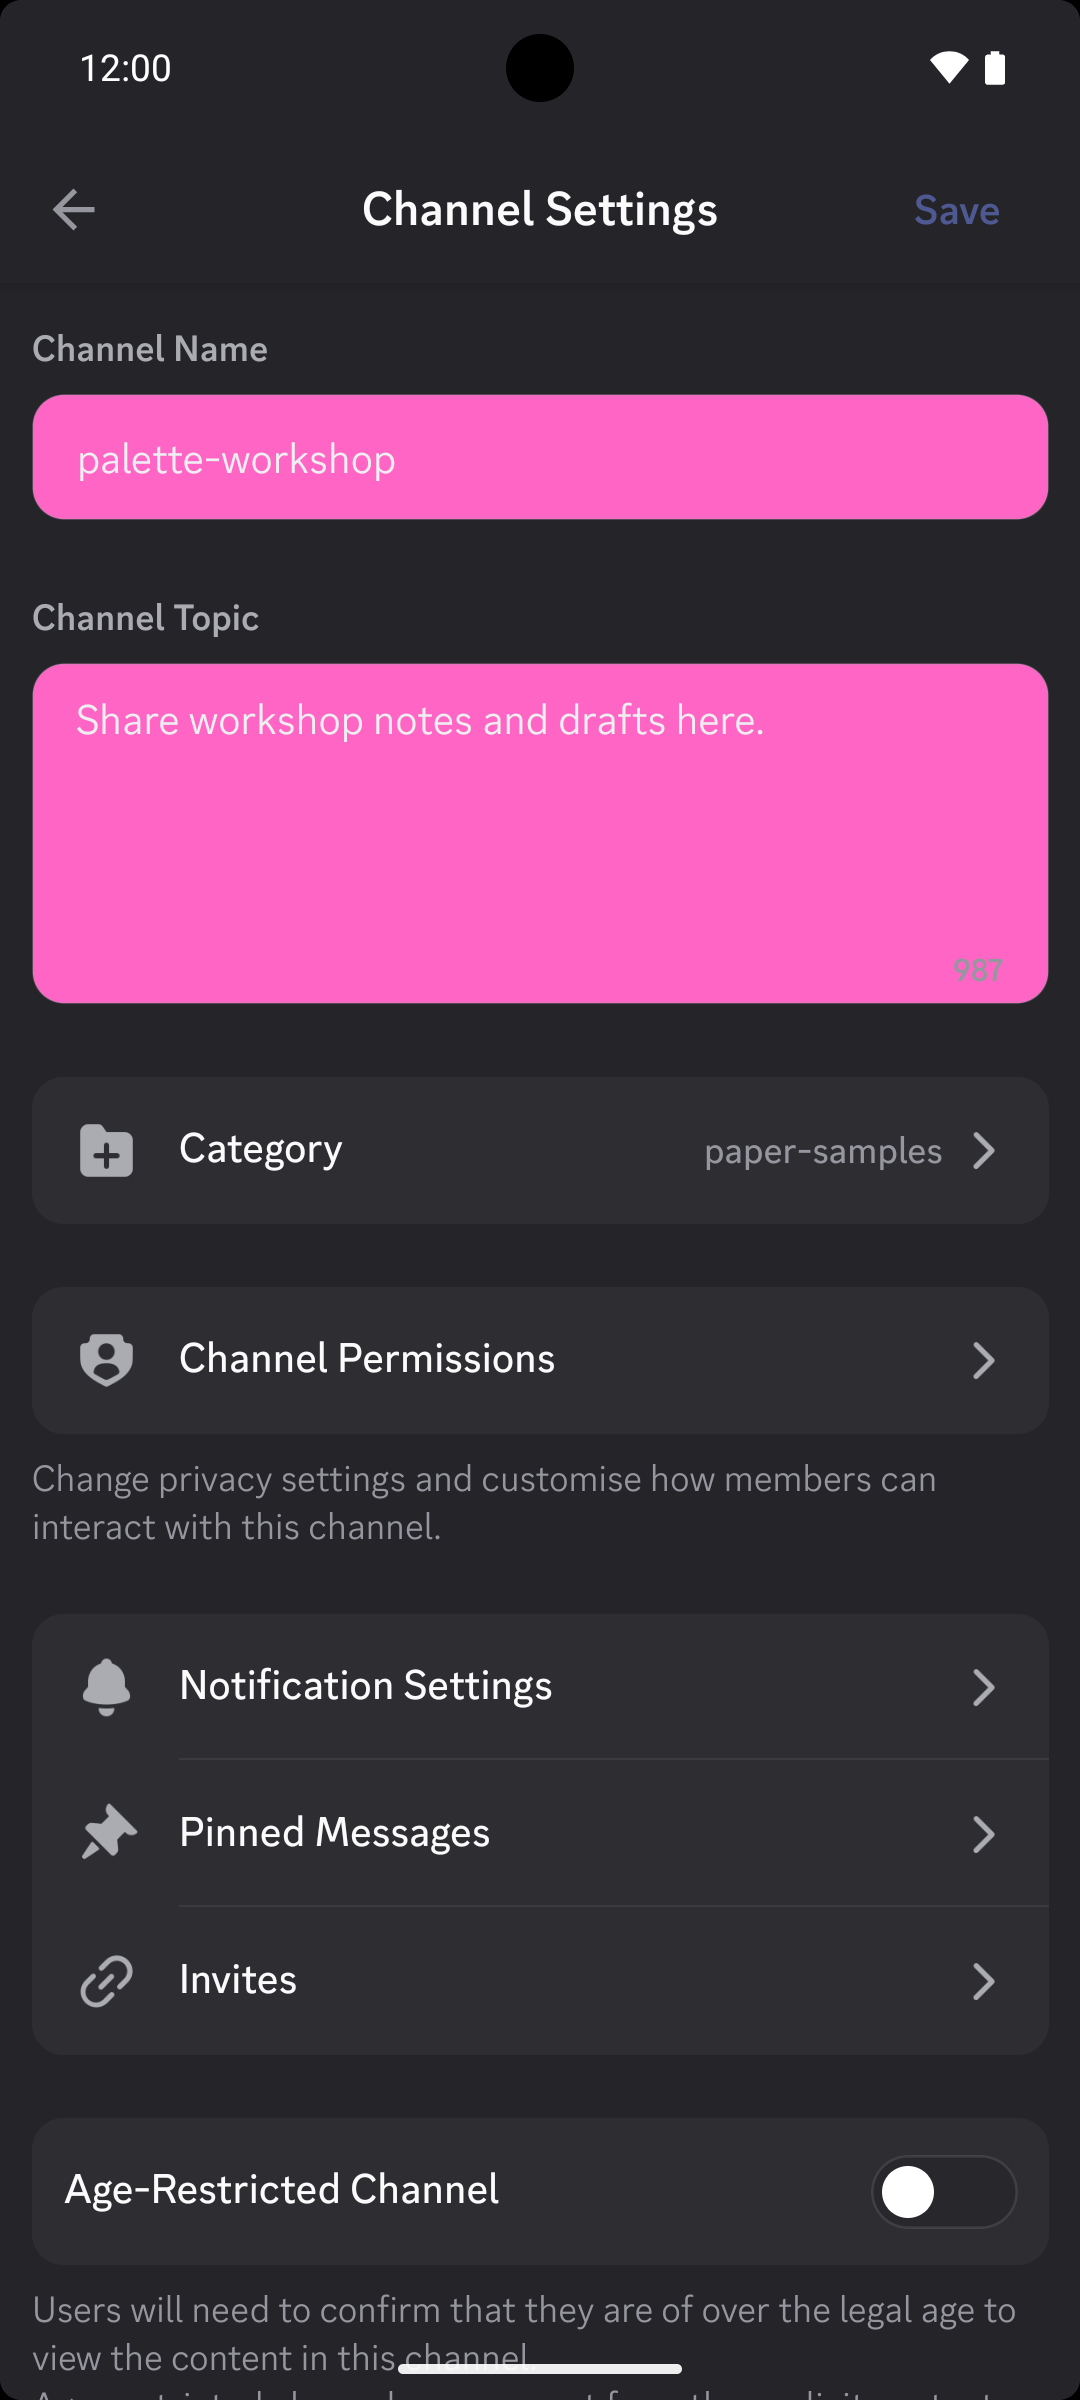 12:00
Channel Settings
Save
Channel Name
palette-workshop
Channel Topic
Share workshop notes and drafts here.
987
Category
paper-samples
Channel Permissions
Change privacy settings and customise how members can
interact with this channel.
Notification Settings
Pinned Messages
Invites
Age-Restricted Channel
Users will need to confirm that they are of over the legal age to
view the content in this channel.